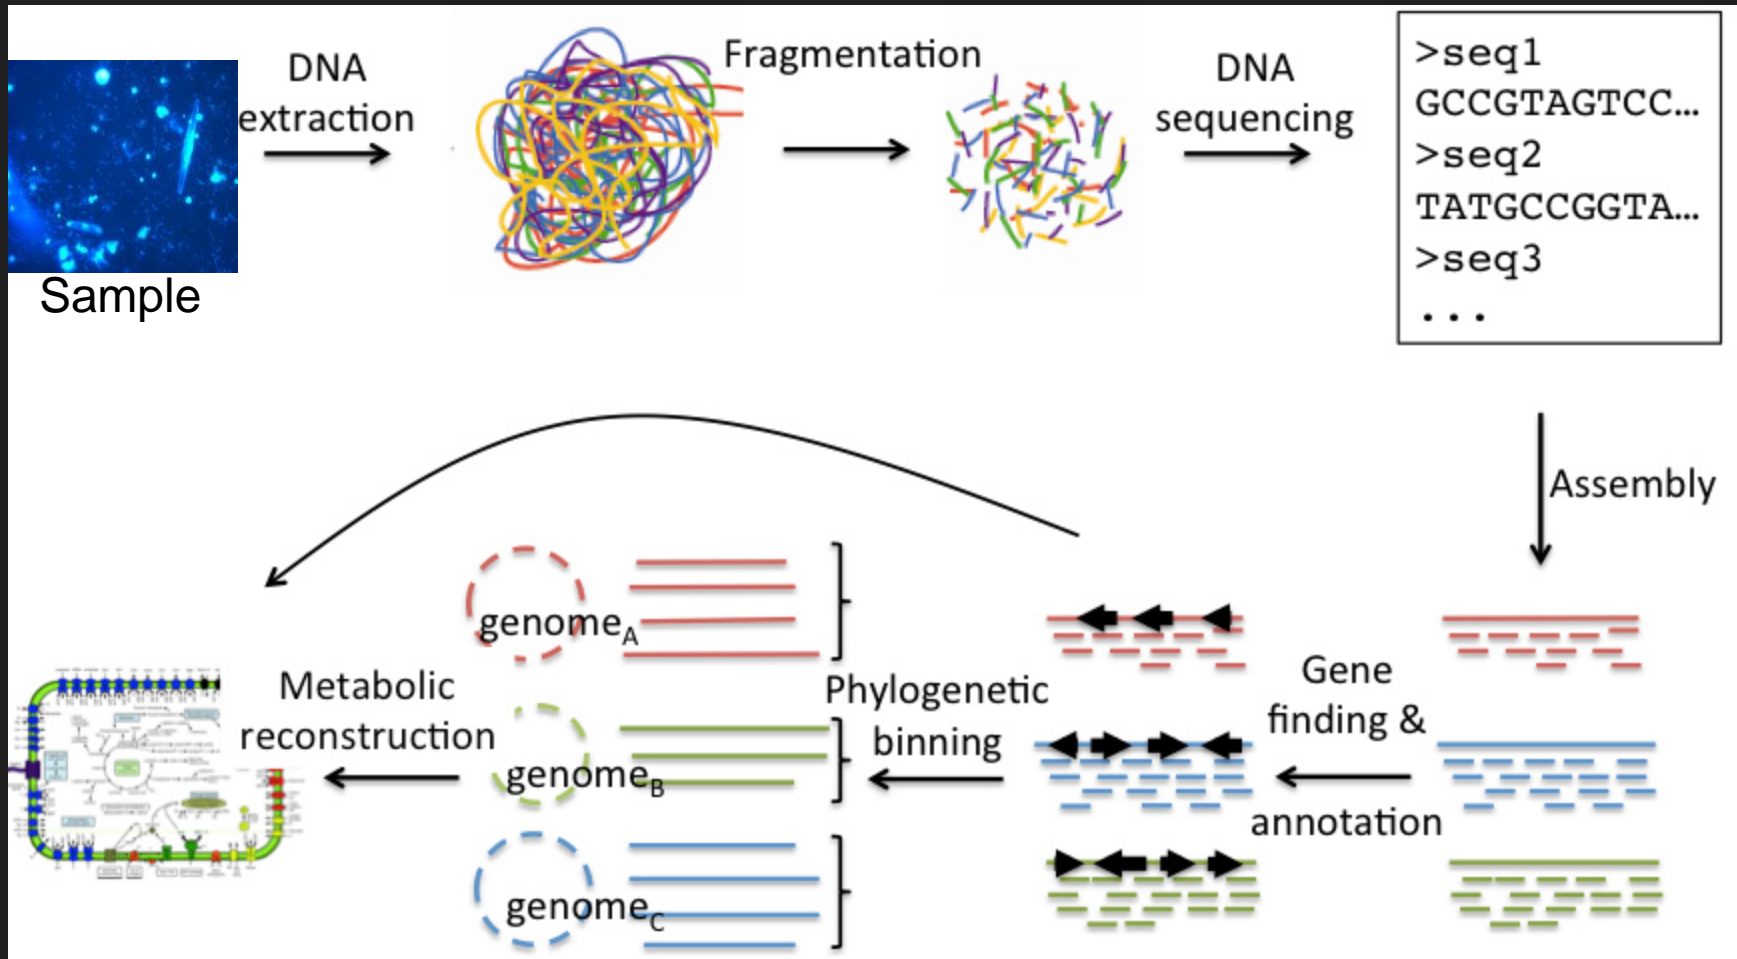 DNA
extraction
Fragmentation
DNA
sequencing
>seq1
GCCGTAGTCC...
>seq2
TATGCCGGTA...
>seq3
...
Sample
Assembly
Gene
finding &
annotation
Phylogenetic
binning
genomeA
genomeB
genomeC
Metabolic
reconstruction